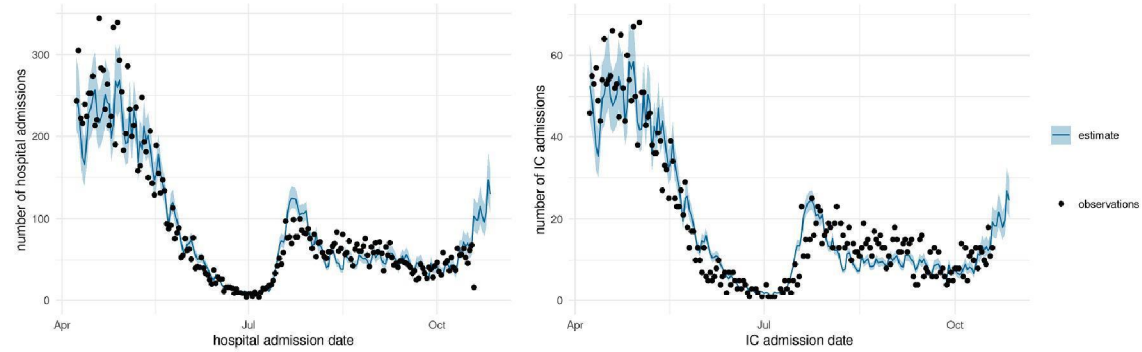 number of hospital admissions
300
200
100
0
Apr
Jul
Oct
hospital admission date
number of IC admissions
60
40
20
0
Apr
Jul
Oct
IC admission date
estimate
observations